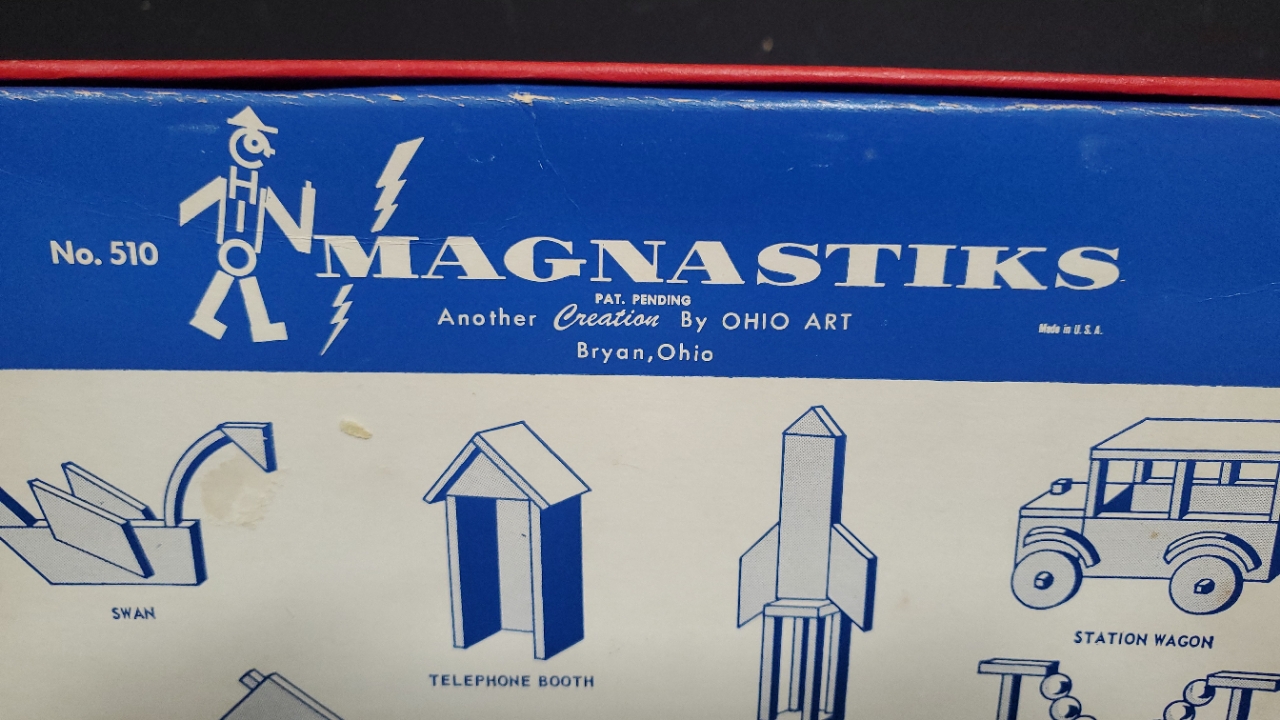 No. 510
MAGNASTIKS
PAT. PENDING
Another Creation By OHIO ART
Bryan, Ohio
Made in U.S.A.
SWAN
TELEPHONE BOOTH
STATION WAGON